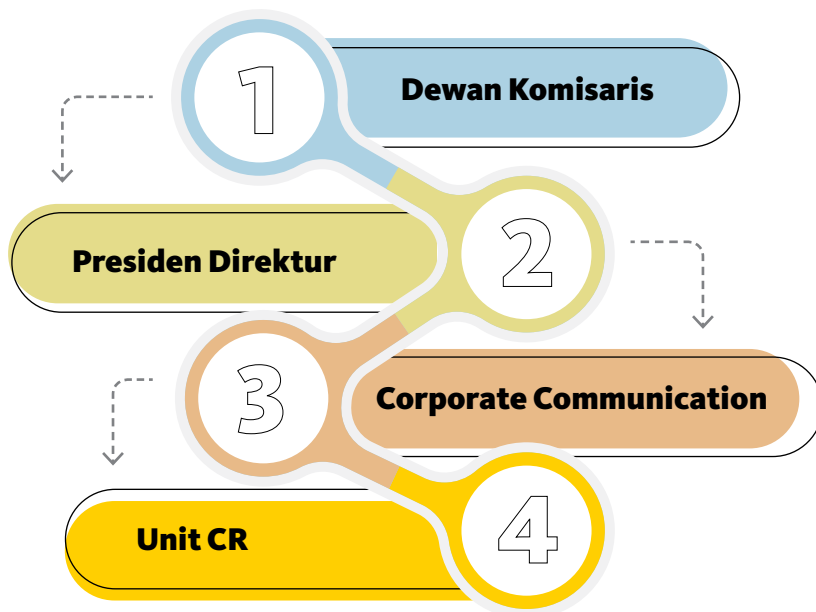 1
Dewan Komisaris
Presiden Direktur
2
3
Corporate Communication
Unit CR
4